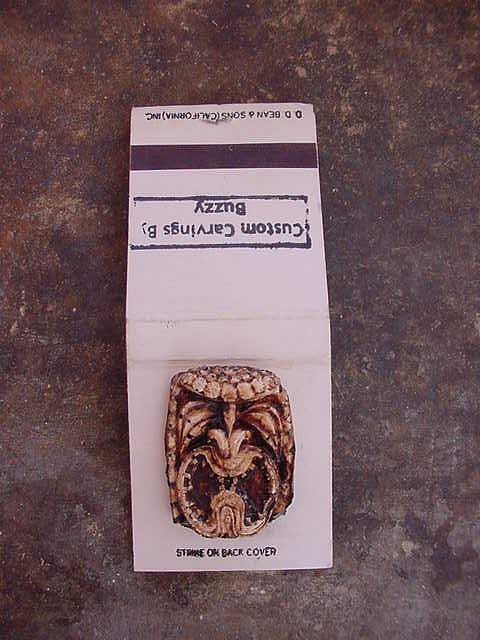 D. D. BEAN & SONS (CALIFORNIA) INC.
Custom Carvings By
Buzzy
STRIKE ON BACK COVER